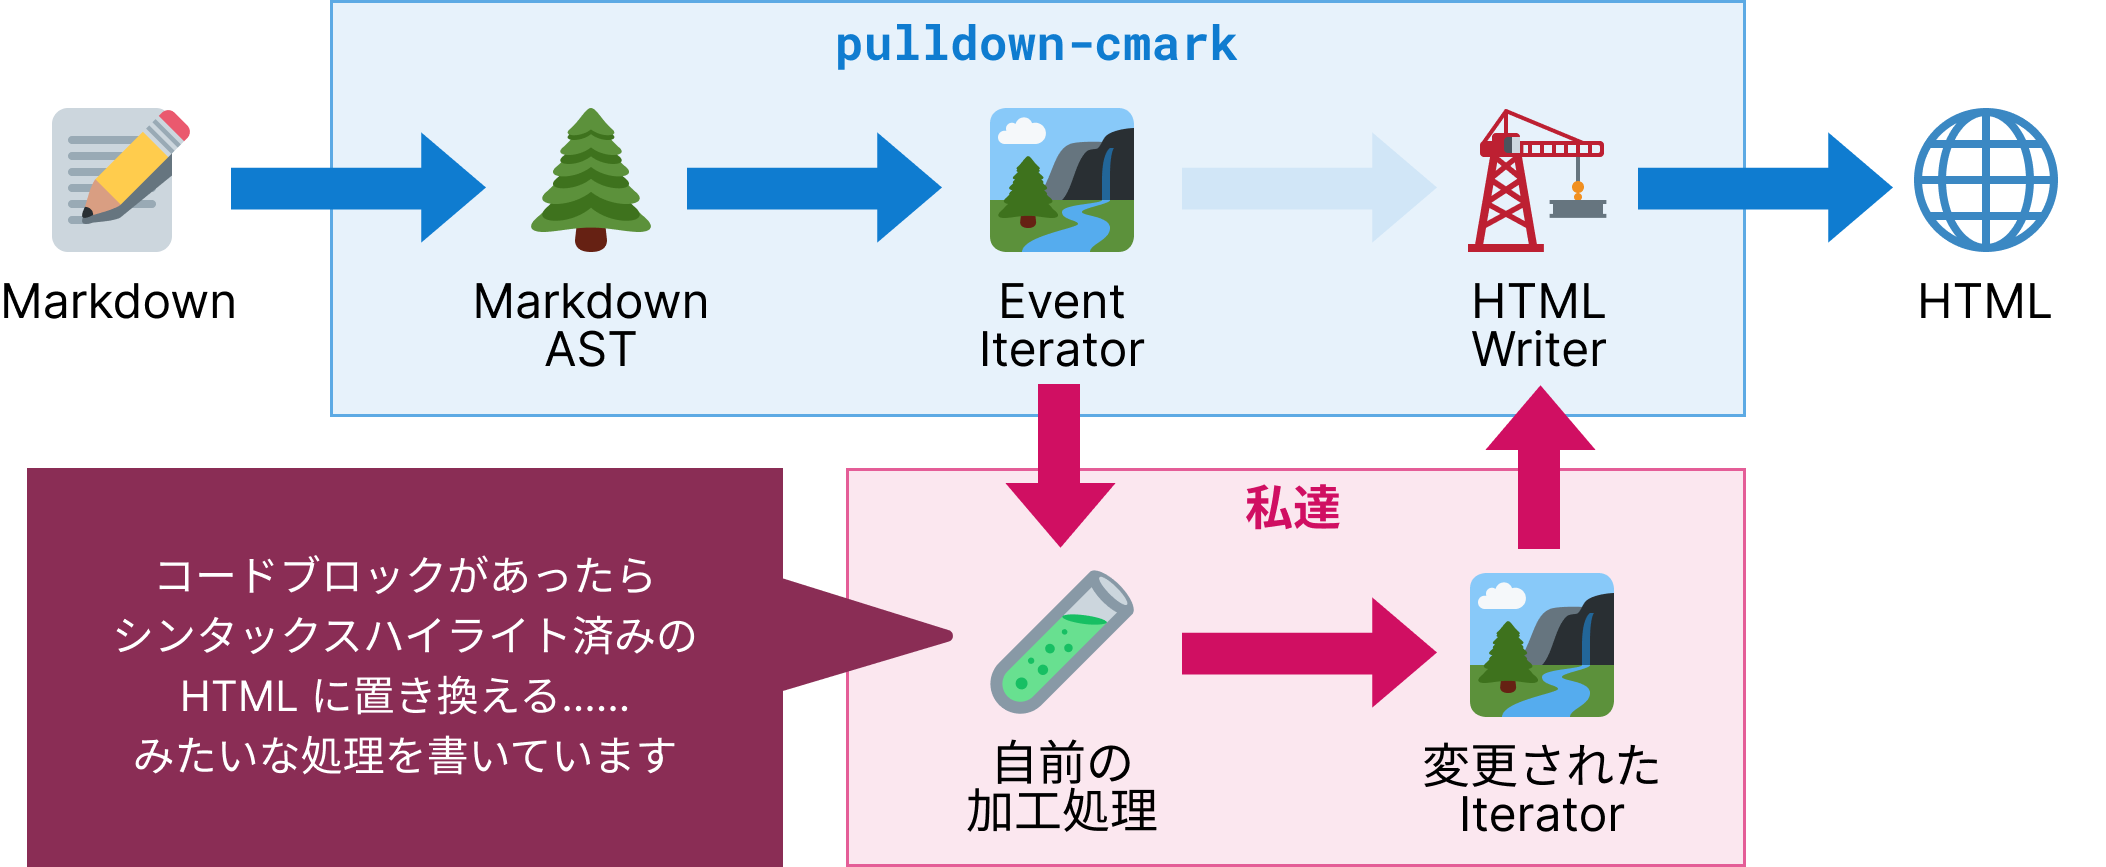 pulldown-cmark
Markdown
Markdown
AST
Event
Iterator
HTML
Writer
HTML
私達
コードブロックがあったら
シンタックスハイライト済みの
HTML に置き換える……
みたいな処理を書いています
自前の
加工処理
変更された
Iterator